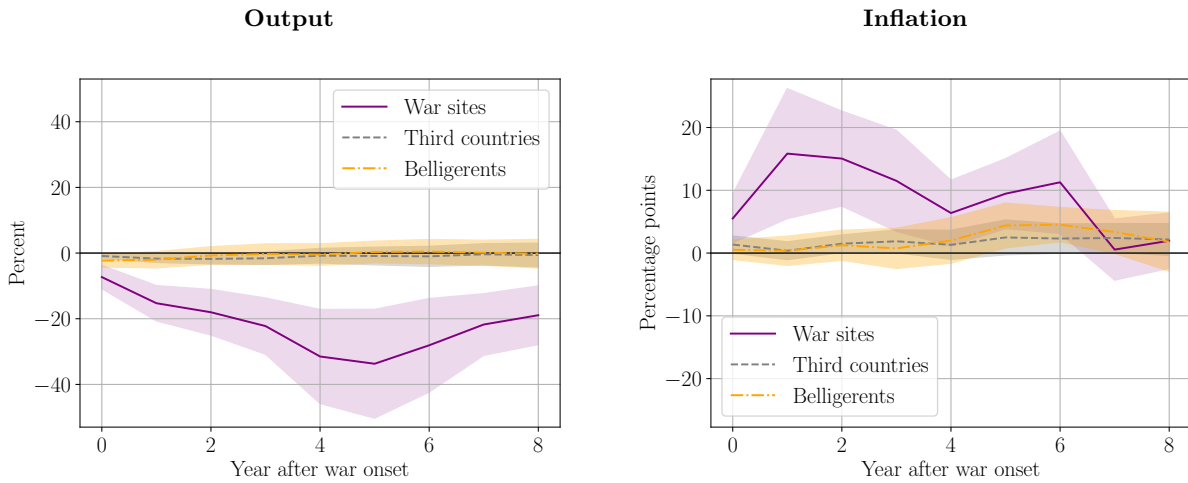 Output
Percent
40
20
0
−20
−40
War sites
Third countries
Belligerents
0 2 4 6 8
Year after war onset
Inflation
Percentage points
20
10
0
−10
−20
War sites
Third countries
Belligerents
0 2 4 6 8
Year after war onset